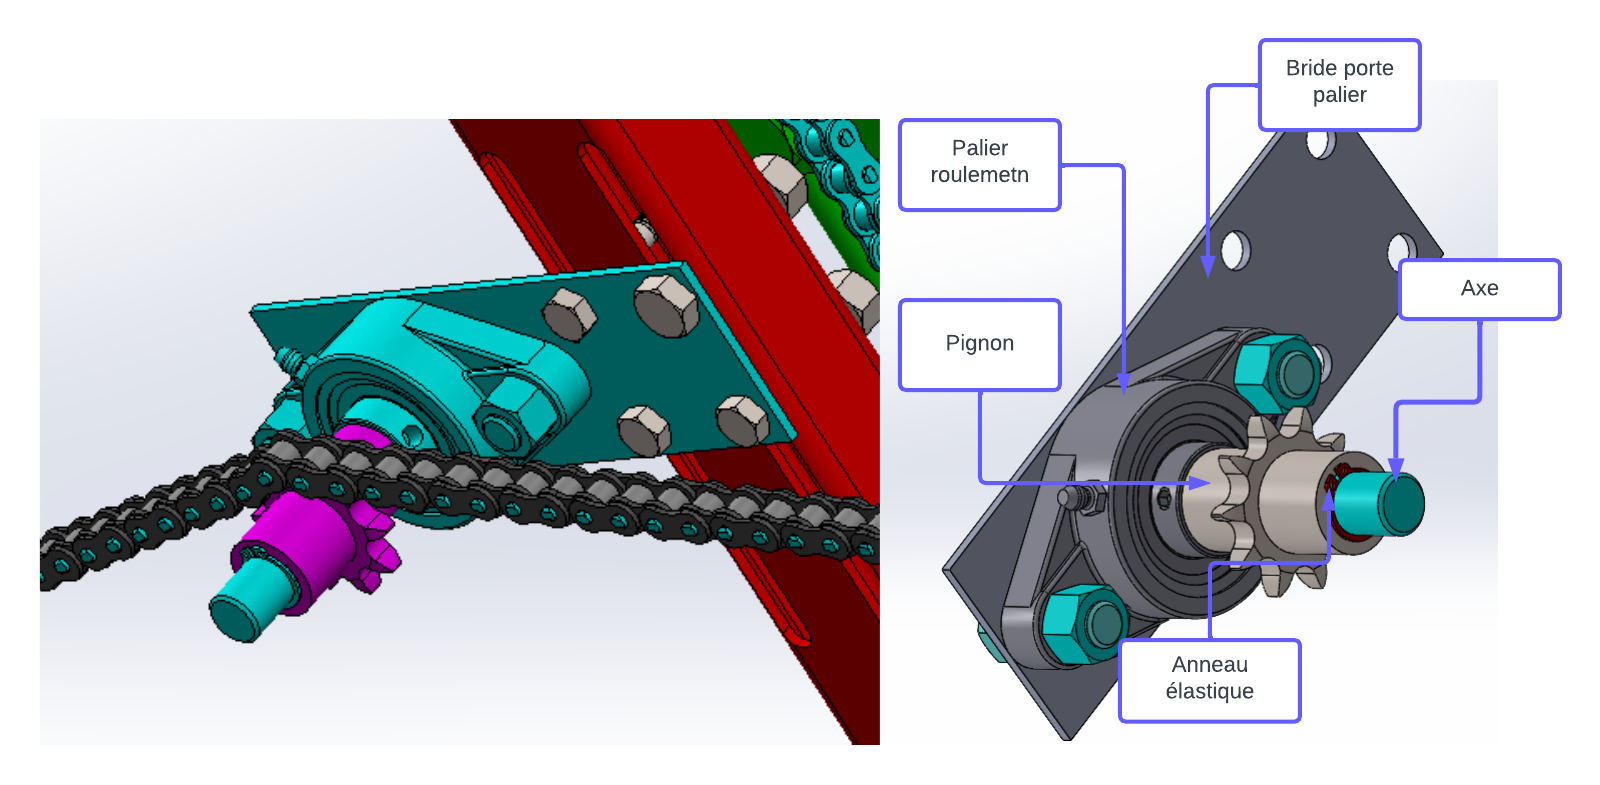 Bride porte
palier
Palier
roulemetn
Axe
Pignon
Anneau
élastique